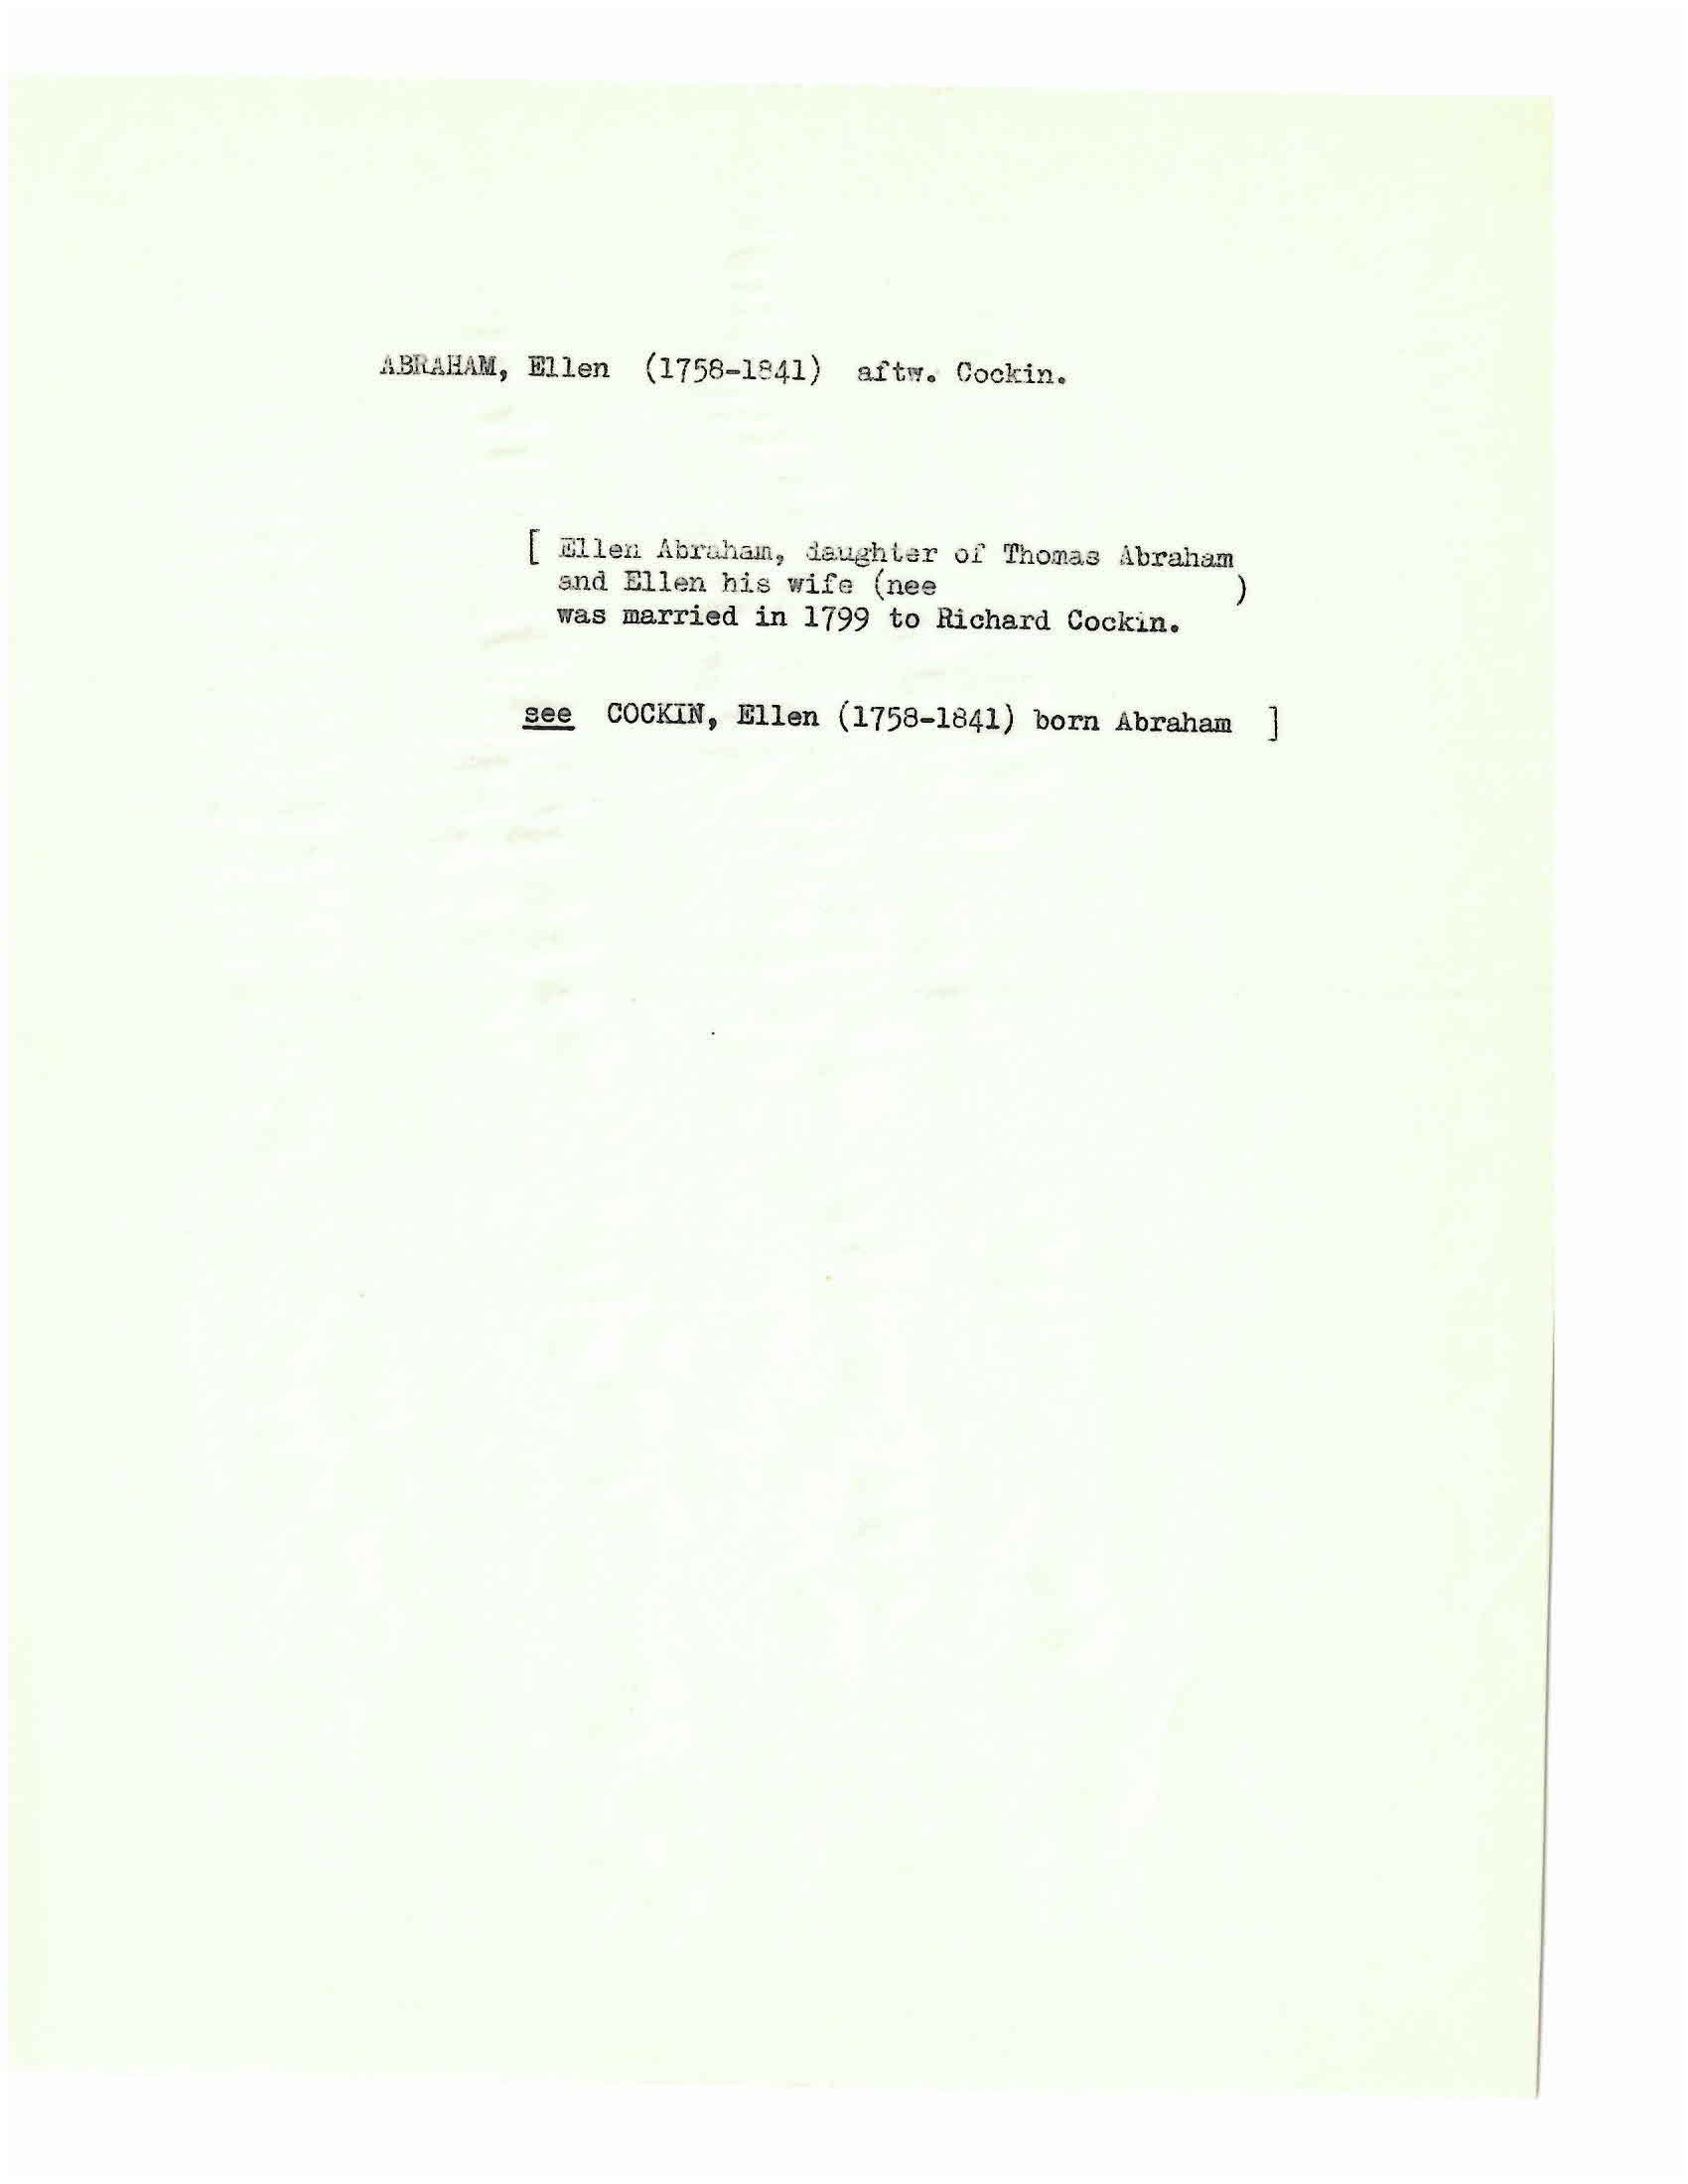 ABRAHAM, Ellen (1758-1841) aftw. Cockin.
[ Ellen Abraham, daughter of Thomas Abraham
and Ellen his wife (nee )
was married in 1799 to Richard Cockin.
see COCKIN, Ellen (1758-1841) born Abraham ]